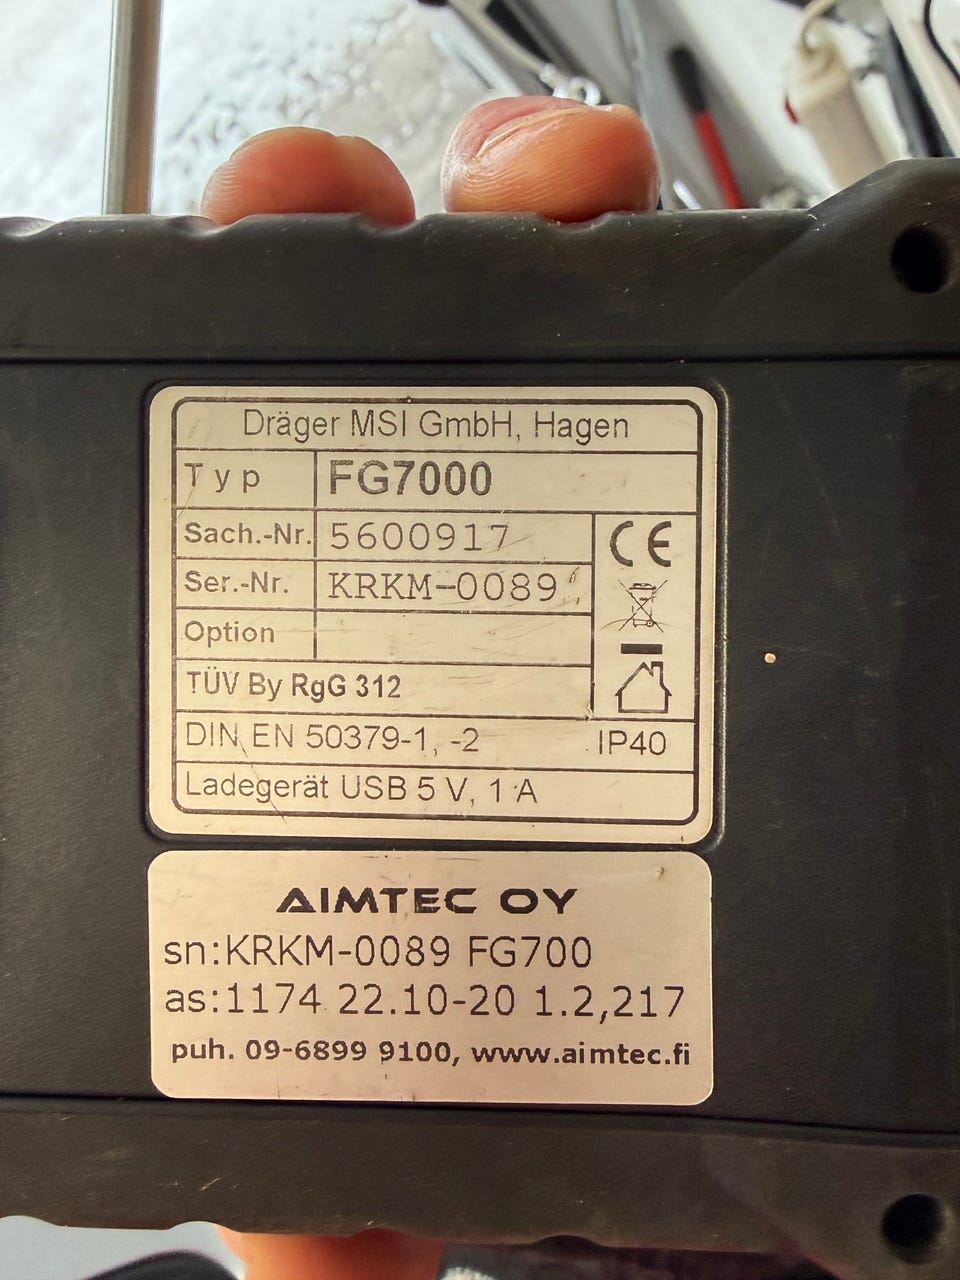 Dräger MSI GmbH, Hagen
Typ FG7000
Sach.-Nr. 5600917
Ser.-Nr. KRKM-0089
CE
Option
TÜV By RgG 312
DIN EN 50379-1, -2 IP40
Ladegerät USB 5 V, 1 A
AIMTEC OY
sn:KRKM-0089 FG700
as:1174 22.10-20 1.2,217
puh. 09-6899 9100, www.aimtec.fi